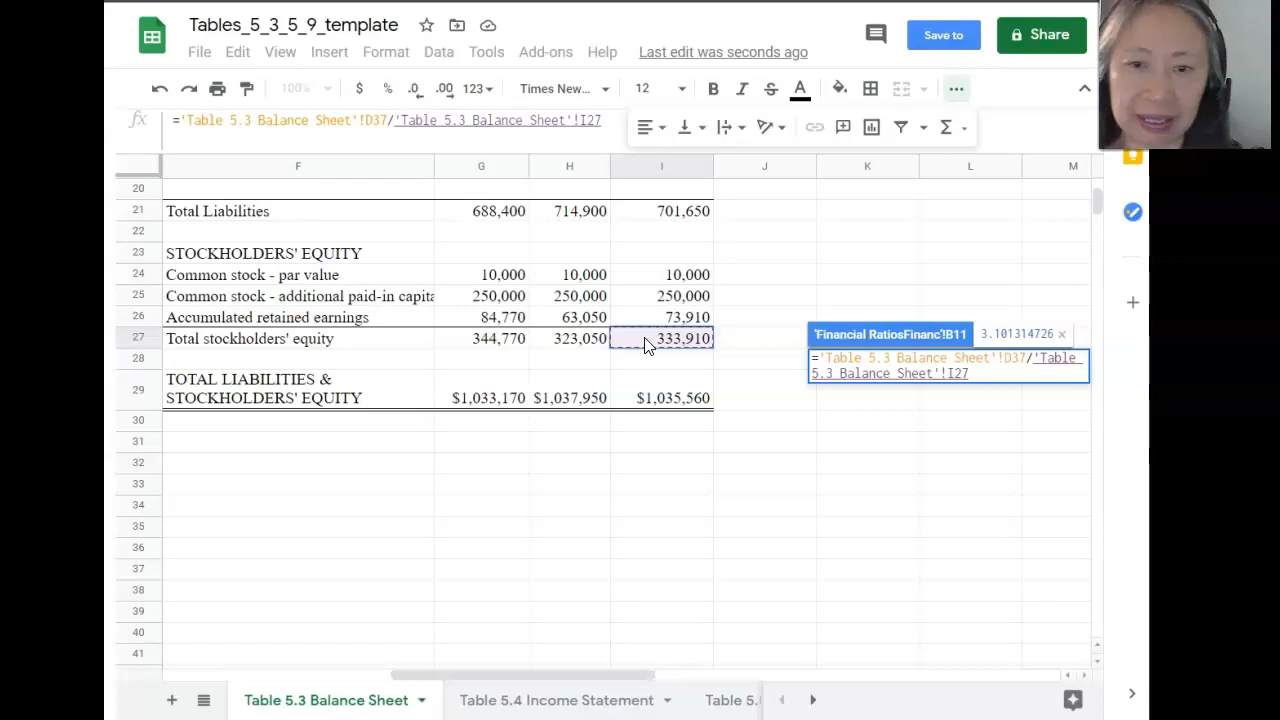 Tables_5_3_5_9_template
File Edit View Insert Format Data Tools Add-ons Help Last edit was seconds ago
Save to
Share
100% $ % .0 .00 123 Times New... 12 B I S A
fx ='Table 5.3 Balance Sheet'!D37/'Table 5.3 Balance Sheet'!I27
F G H I J K L M
20
21 Total Liabilities 688,400 714,900 701,650
22
23 STOCKHOLDERS' EQUITY
24 Common stock - par value 10,000 10,000 10,000
25 Common stock - additional paid-in capita 250,000 250,000 250,000
26 Accumulated retained earnings 84,770 63,050 73,910
27 Total stockholders' equity 344,770 323,050 333,910
'Financial RatiosFinanc'!B11 3.101314726 ×
='Table 5.3 Balance Sheet'!D37/'Table
5.3 Balance Sheet'!I27
28
TOTAL LIABILITIES &
29 STOCKHOLDERS' EQUITY $1,033,170 $1,037,950 $1,035,560
30
31
32
33
34
35
36
37
38
39
40
41
Table 5.3 Balance Sheet Table 5.4 Income Statement Table 5.